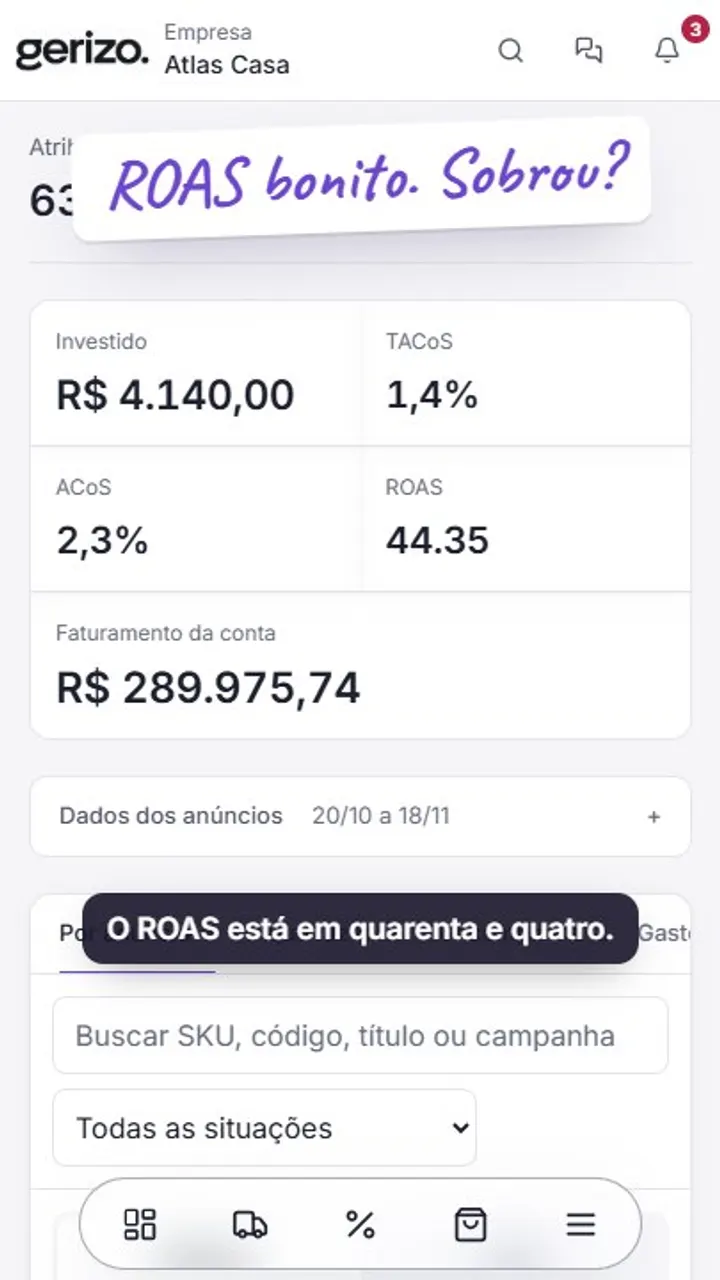 gerizo.
Empresa
Atlas Casa
3
ROAS bonito. Sobrou?
Investido
R$ 4.140,00
TACoS
1,4%
ACoS
2,3%
ROAS
44.35
Faturamento da conta
R$ 289.975,74
Dados dos anúncios 20/10 a 18/11 +
O ROAS está em quarenta e quatro.
Buscar SKU, código, título ou campanha
Todas as situações